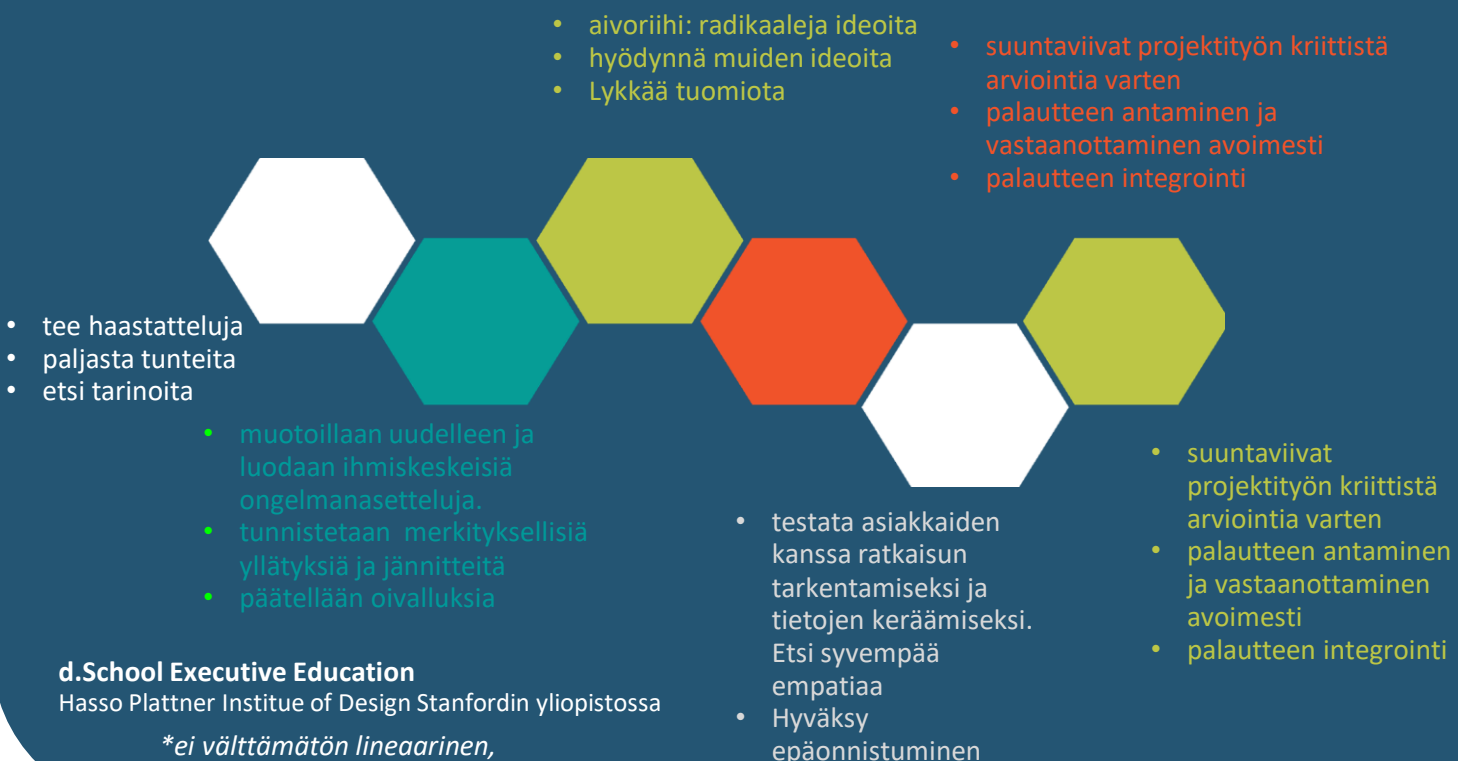 • aivoriihi: radikaaleja ideoita
• hyödynnä muiden ideoita
• Lykkää tuomiota
• suuntaviivat projektityön kriittistä
arviointia varten
• palautteen antaminen ja
vastaanottaminen avoimesti
• palautteen integrointi
• tee haastatteluja
• paljasta tunteita
• etsi tarinoita
• muotoillaan uudelleen ja
luodaan ihmiskeskeisiä
ongelmanasetteluja.
• tunnistetaan merkityksellisiä
yllätyksiä ja jännitteitä
• päätellään oivalluksia
• testata asiakkaiden
kanssa ratkaisun
tarkentamiseksi ja
tietojen keräämiseksi.
Etsi syvempää
empatiaa
• Hyväksy
epäonnistuminen
• suuntaviivat
projektityön kriittistä
arviointia varten
• palautteen antaminen
ja vastaanottaminen
avoimesti
• palautteen integrointi
d.School Executive Education
Hasso Plattner Institue of Design Stanfordin yliopistossa
*ei välttämätön lineaarinen,